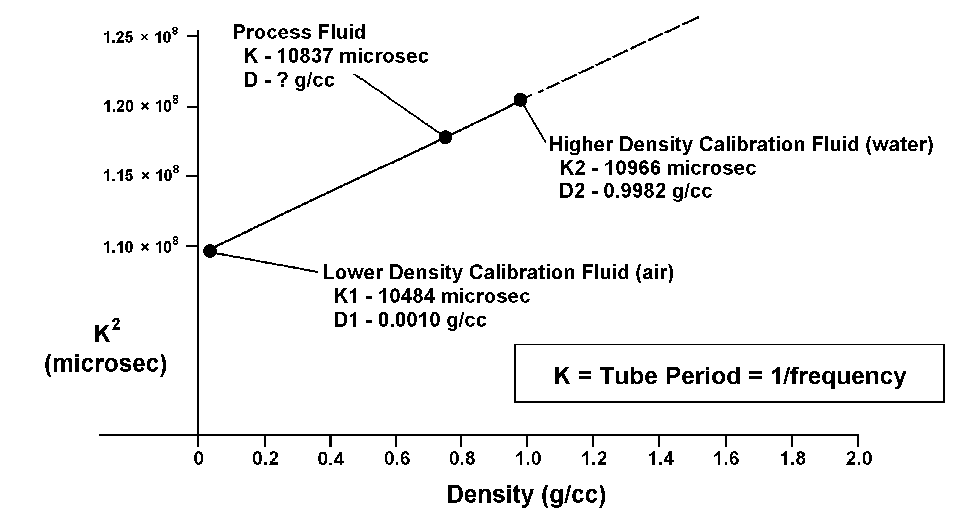 1.25 × 10⁸
1.20 × 10⁸
1.15 × 10⁸
1.10 × 10⁸
K²
(microsec)
Process Fluid
K - 10837 microsec
D - ? g/cc
Higher Density Calibration Fluid (water)
K2 - 10966 microsec
D2 - 0.9982 g/cc
Lower Density Calibration Fluid (air)
K1 - 10484 microsec
D1 - 0.0010 g/cc
K = Tube Period = 1/frequency
0 0.2 0.4 0.6 0.8 1.0 1.2 1.4 1.6 1.8 2.0
Density (g/cc)